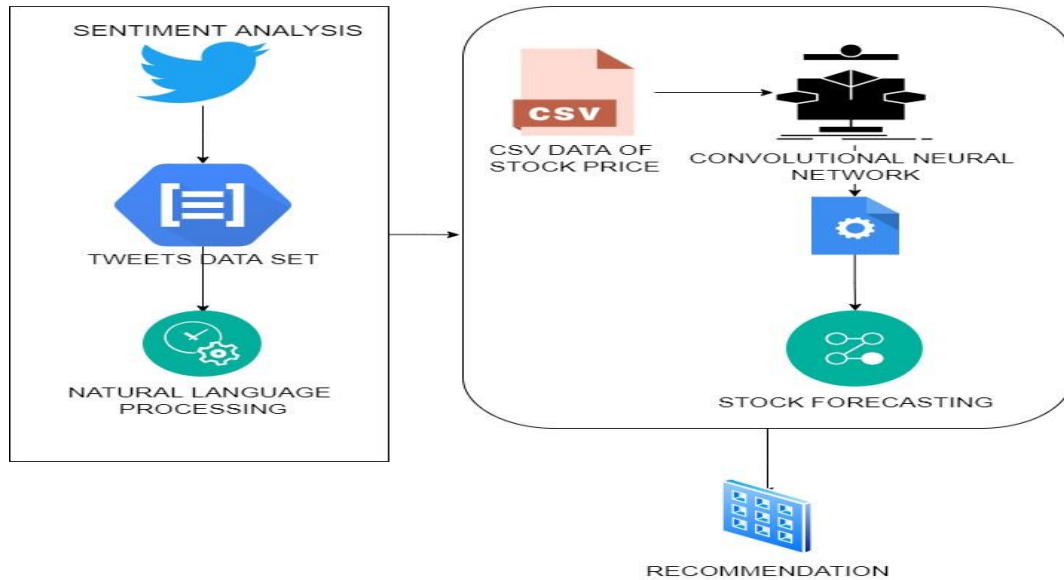 SENTIMENT ANALYSIS
TWEETS DATA SET
NATURAL LANGUAGE
PROCESSING
CSV
CSV DATA OF
STOCK PRICE
CONVOLUTIONAL NEURAL
NETWORK
STOCK FORECASTING
RECOMMENDATION